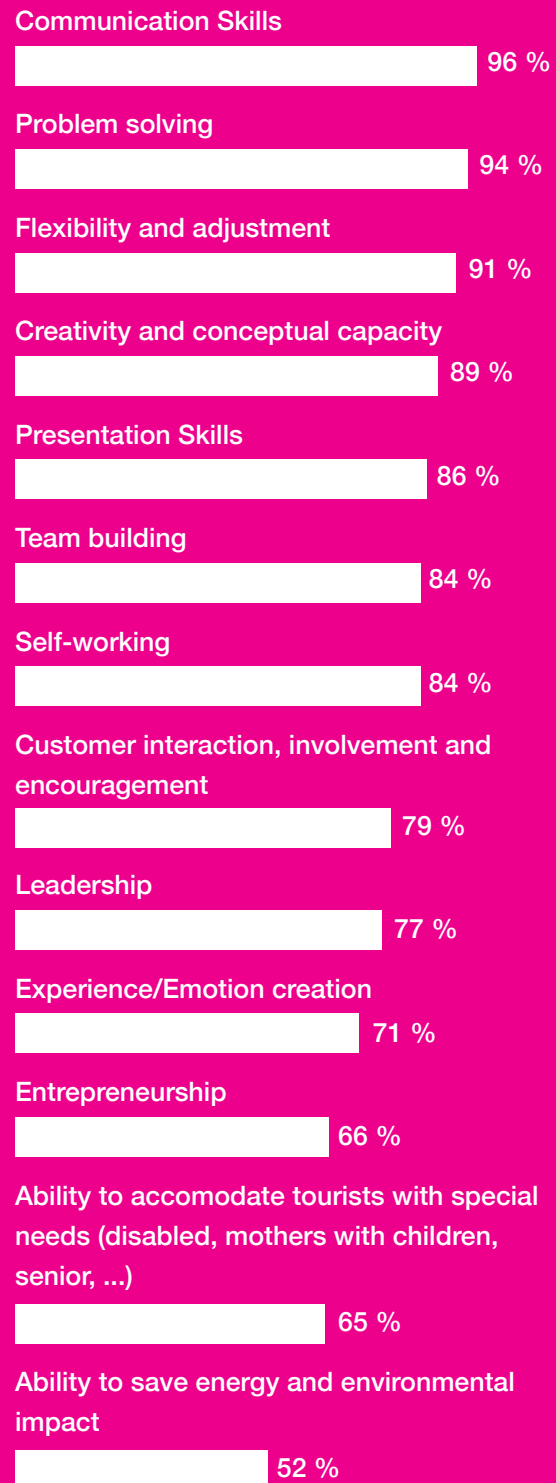 Communication Skills
96 %
Problem solving
94 %
Flexibility and adjustment
91 %
Creativity and conceptual capacity
89 %
Presentation Skills
86 %
Team building
84 %
Self-working
84 %
Customer interaction, involvement and
encouragement
79 %
Leadership
77 %
Experience/Emotion creation
71 %
Entrepreneurship
66 %
Ability to accomodate tourists with special
needs (disabled, mothers with children,
senior, ...)
65 %
Ability to save energy and environmental
impact
52 %